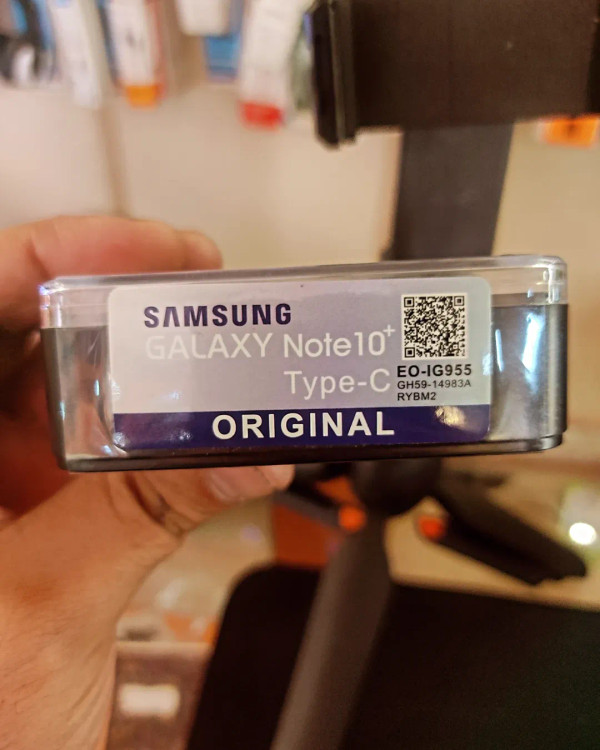 SAMSUNG
GALAXY Note10+
Type-C
EO-IG955
GH59-14983A
RYBM2
ORIGINAL